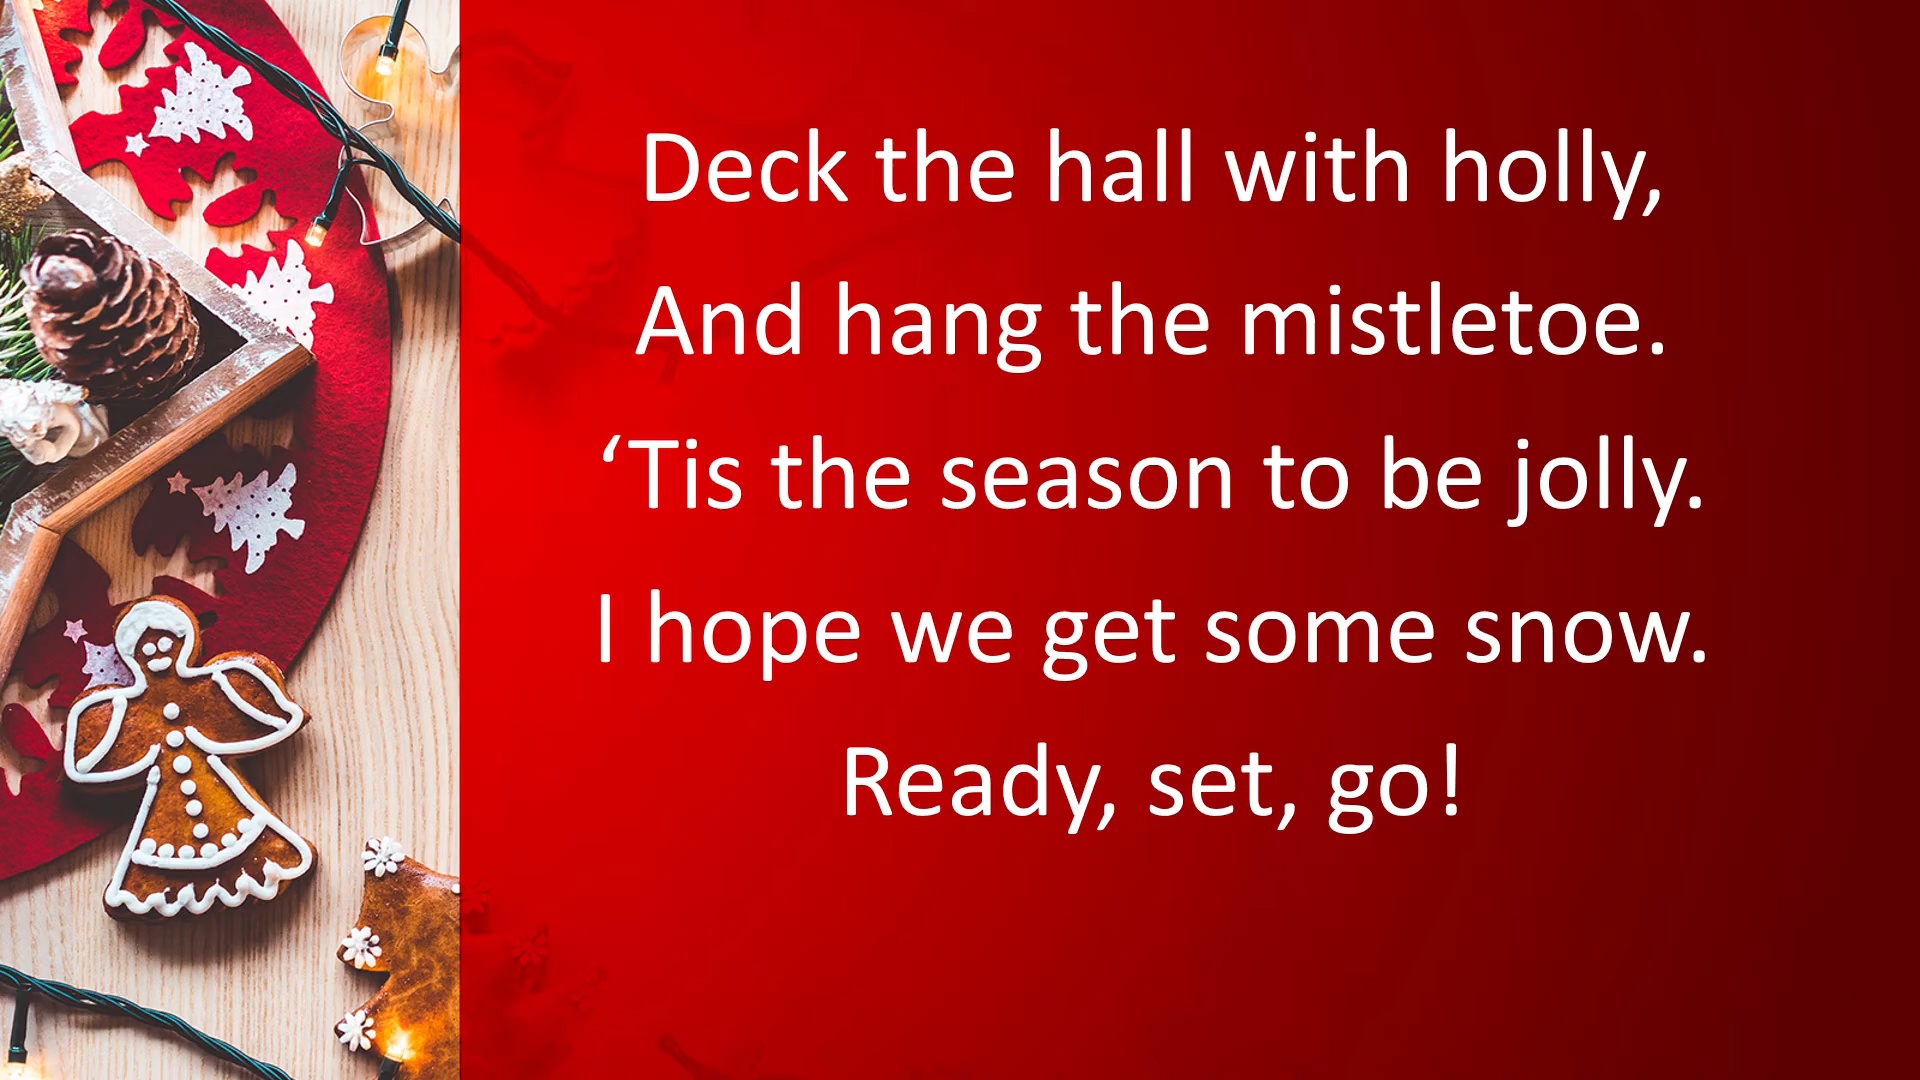 Deck the hall with holly,
And hang the mistletoe.
‘Tis the season to be jolly.
I hope we get some snow.
Ready, set, go!